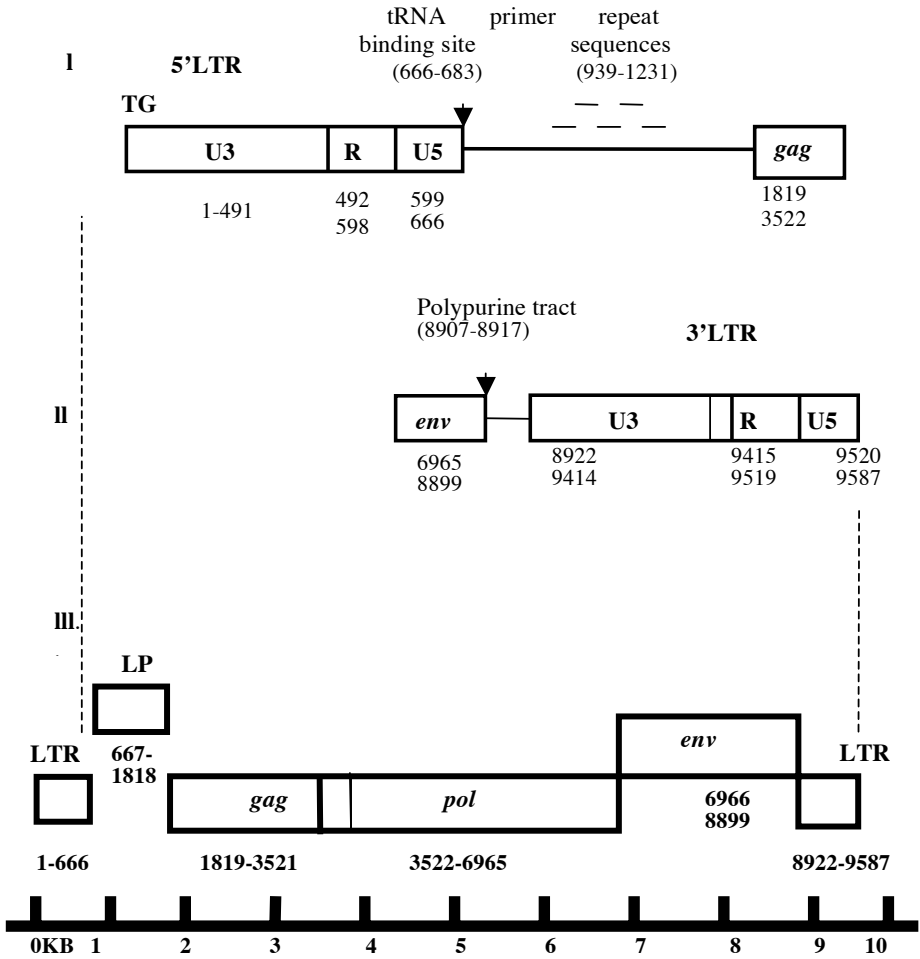 tRNA primer repeat
binding site sequences
(666-683) (939-1231)
l 5’LTR
TG
U3 R U5 gag
1-491 492 599 1819
598 666 3522
Polypurine tract
(8907-8917) 3’LTR
ll env U3 R U5
6965 8922 9415 9520
8899 9414 9519 9587
lll.
LP
LTR 667- env LTR
1818
gag pol 6966
8899
1-666 1819-3521 3522-6965 8922-9587
0KB 1 2 3 4 5 6 7 8 9 10